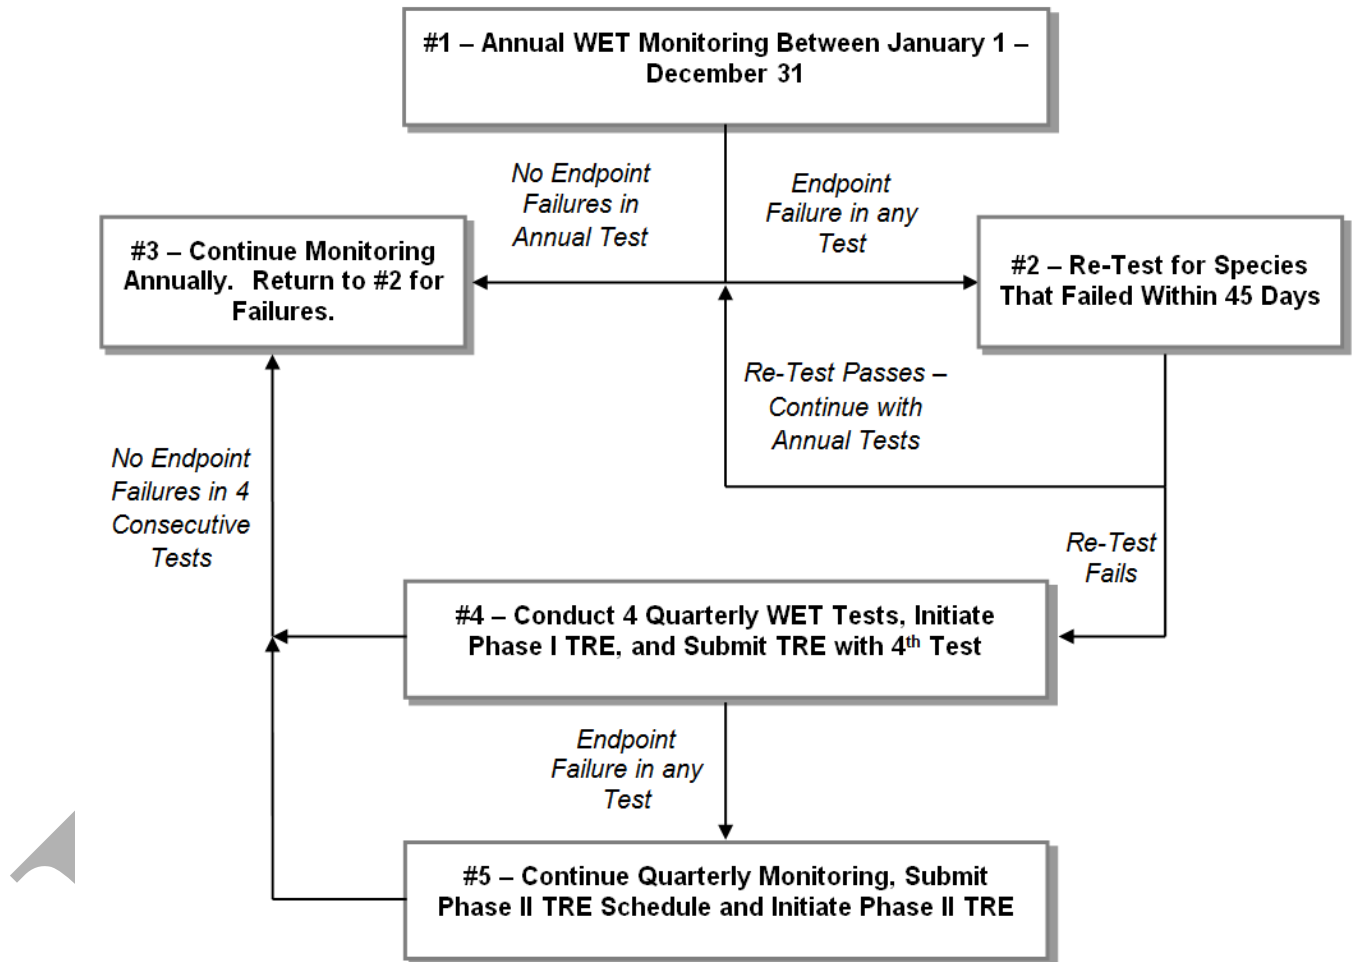 #1 – Annual WET Monitoring Between January 1 –
December 31
No Endpoint
Failures in
Annual Test
Endpoint
Failure in any
Test
#3 – Continue Monitoring
Annually.  Return to #2 for
Failures.
#2 – Re-Test for Species
That Failed Within 45 Days
Re-Test Passes –
Continue with
Annual Tests
No Endpoint
Failures in 4
Consecutive
Tests
Re-Test
Fails
#4 – Conduct 4 Quarterly WET Tests, Initiate
Phase I TRE, and Submit TRE with 4th Test
Endpoint
Failure in any
Test
#5 – Continue Quarterly Monitoring, Submit
Phase II TRE Schedule and Initiate Phase II TRE